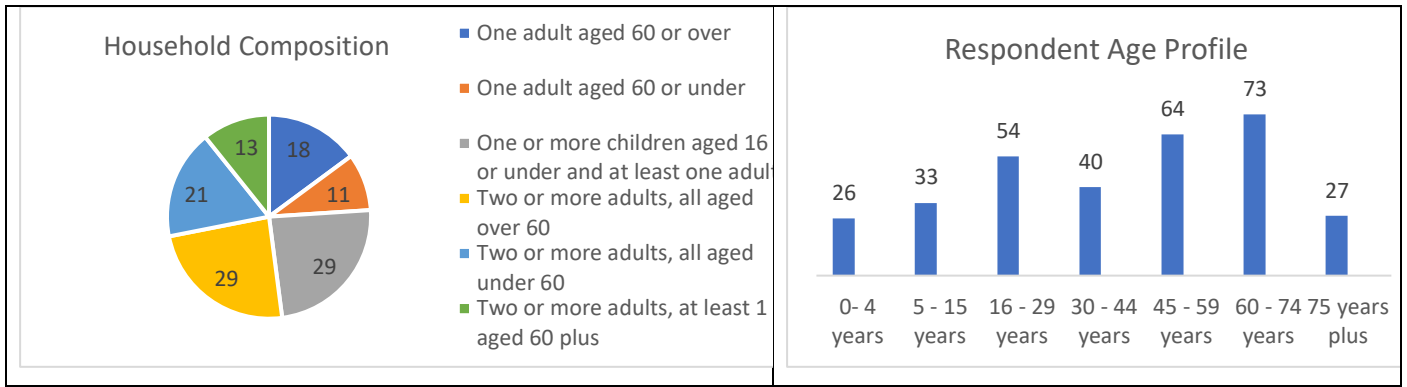 Household Composition
One adult aged 60 or over
One adult aged 60 or under
One or more children aged 16
or under and at least one adul
Two or more adults, all aged
over 60
Two or more adults, all aged
under 60
Two or more adults, at least 1
aged 60 plus
18
11
29
29
21
13
Respondent Age Profile
26
33
54
40
64
73
27
0- 4
years
5 - 15
years
16 - 29
years
30 - 44
years
45 - 59
years
60 - 74
years
75 years
plus